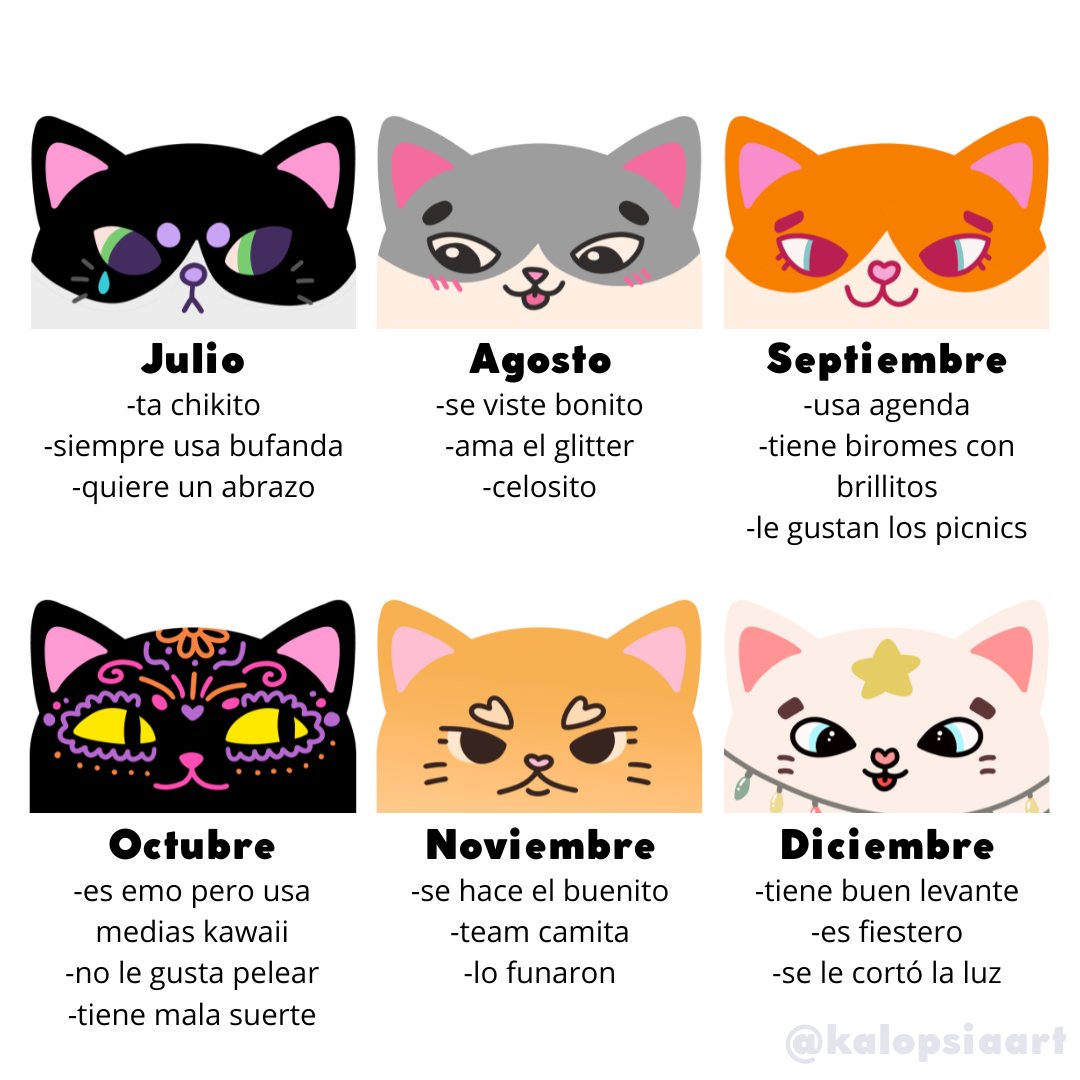 Julio
-ta chikito
-siempre usa bufanda
-quiere un abrazo
Agosto
-se viste bonito
-ama el glitter
-celosito
Septiembre
-usa agenda
-tiene biromes con
brillitos
-le gustan los picnics
Octubre
-es emo pero usa
medias kawaii
-no le gusta pelear
-tiene mala suerte
Noviembre
-se hace el buenito
-team camita
-lo funaron
Diciembre
-tiene buen levante
-es fiestero
-se le cortó la luz
@kalopsiaart